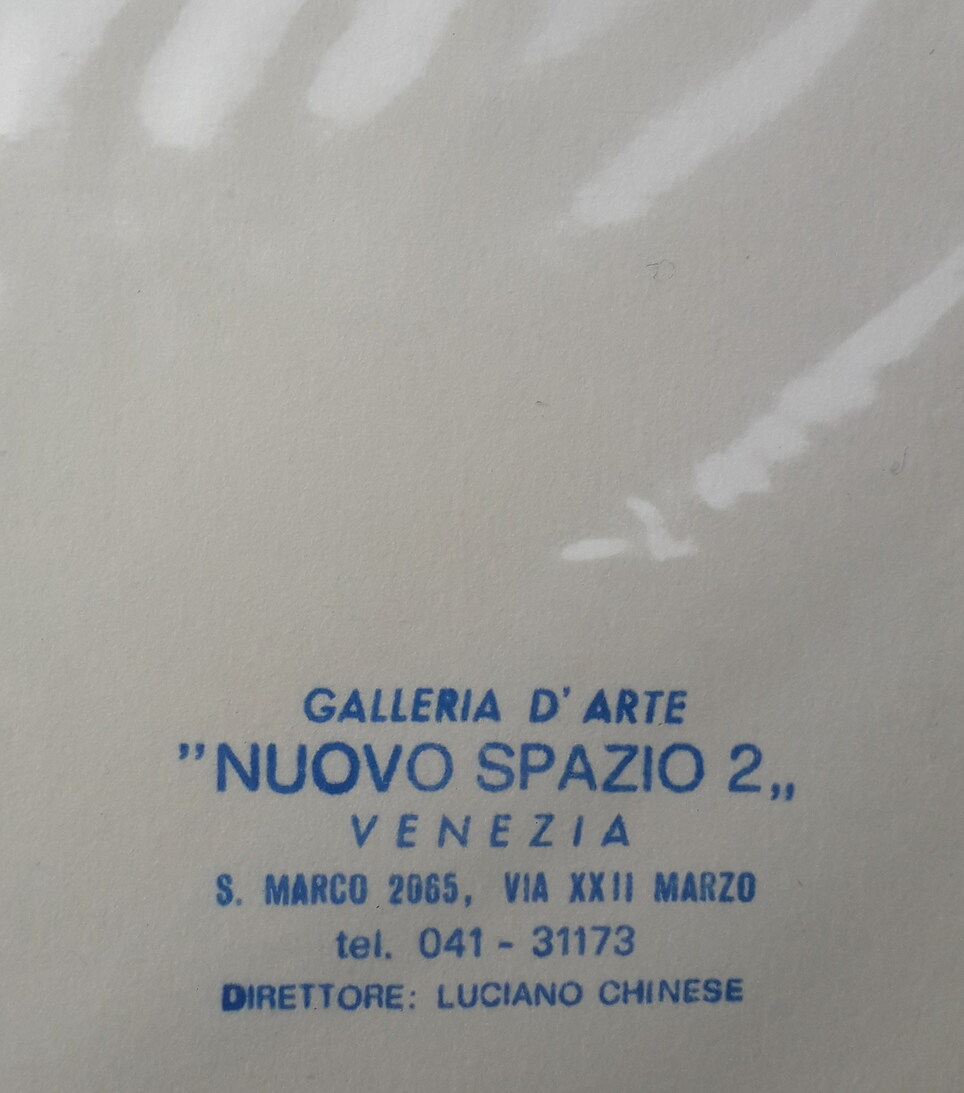 GALLERIA D' ARTE
"NUOVO SPAZIO 2„
VENEZIA
S. MARCO 2065, VIA XXII MARZO
tel. 041 - 31173
DIRETTORE: LUCIANO CHINESE